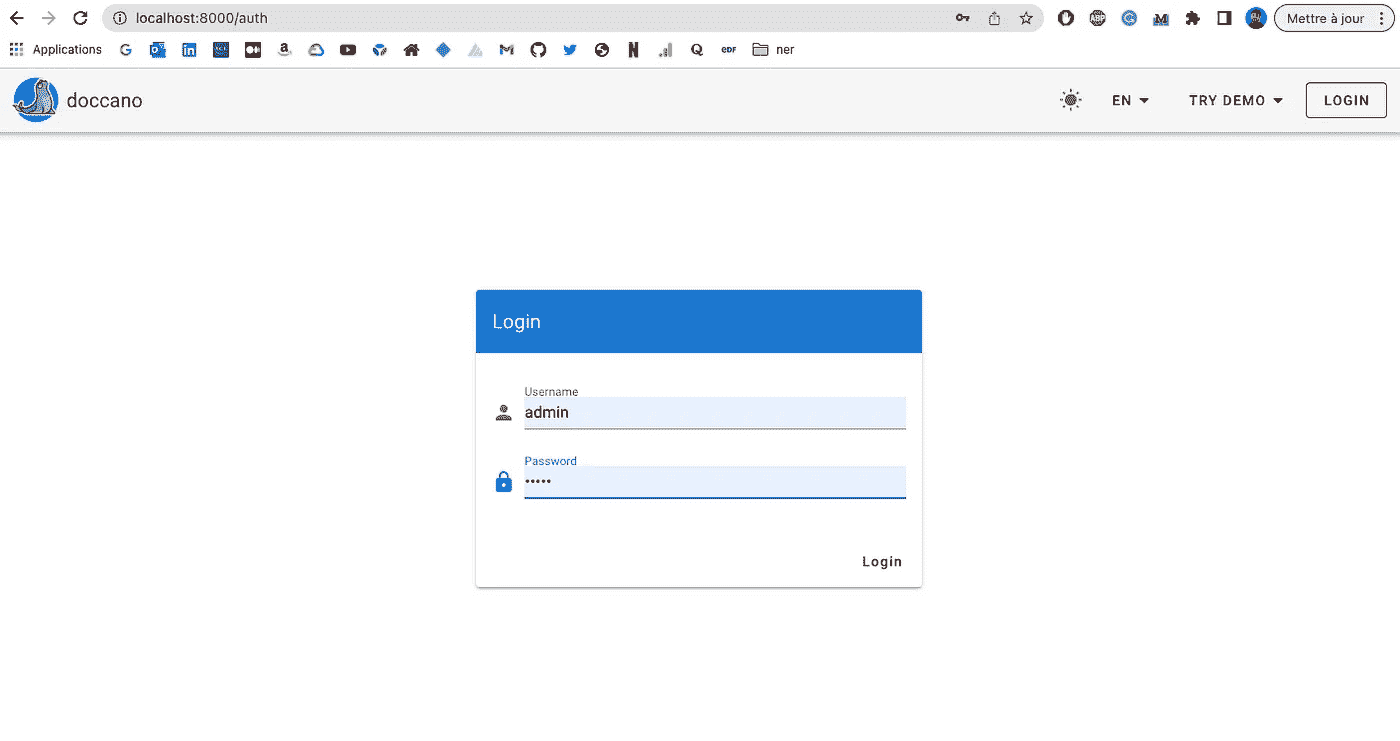 localhost:8000/auth
Mettre à jour
Applications
ner
doccano
EN
TRY DEMO
LOGIN
Login
Username
admin
Password
•••••
Login